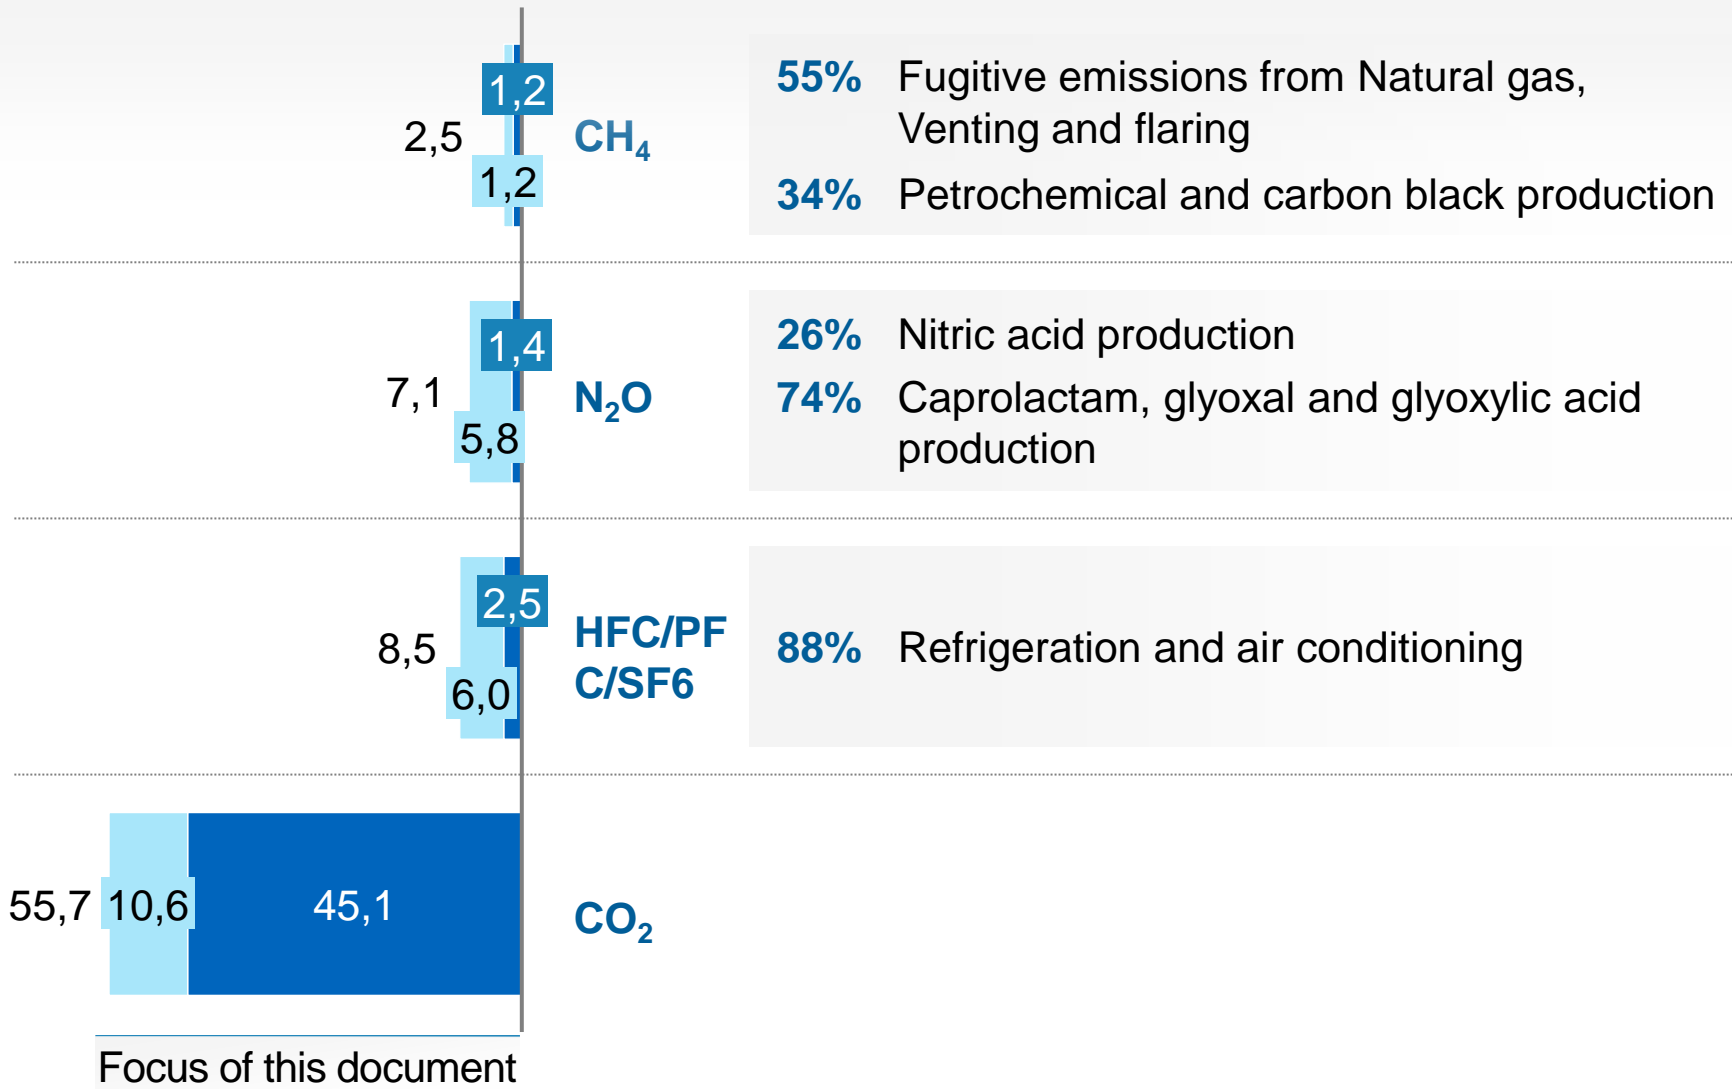 1,2
2,5
CH₄
1,2
55% Fugitive emissions from Natural gas,
Venting and flaring
34% Petrochemical and carbon black production
1,4
7,1
N₂O
5,8
26% Nitric acid production
74% Caprolactam, glyoxal and glyoxylic acid
production
2,5
8,5
HFC/PF
C/SF6
6,0
88% Refrigeration and air conditioning
55,7 10,6 45,1 CO₂
Focus of this document